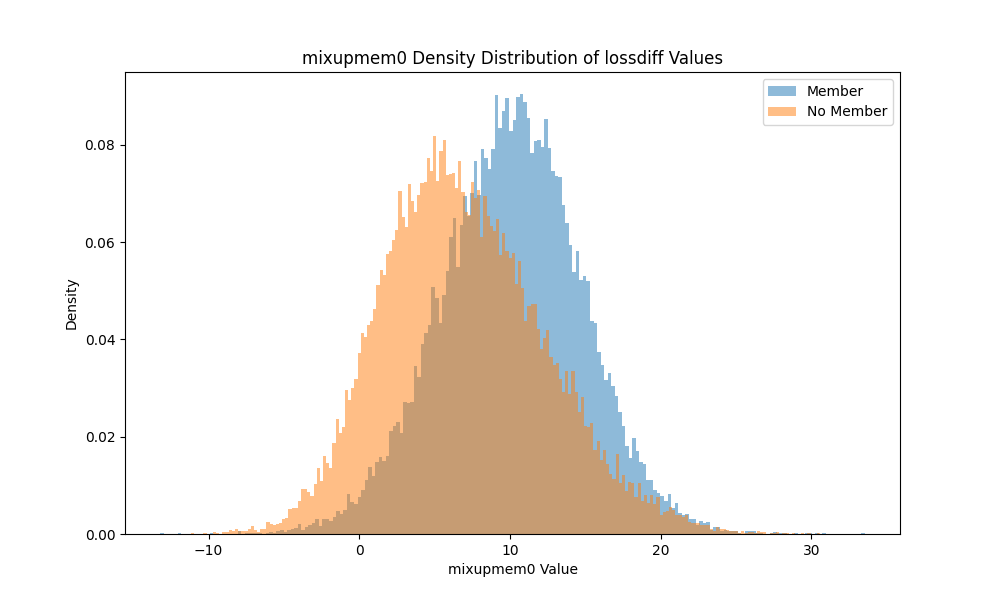 mixupmem0 Density Distribution of lossdiff Values
Member
No Member
0.08
0.06
0.04
0.02
0.00
Density
−10
0
10
20
30
mixupmem0 Value